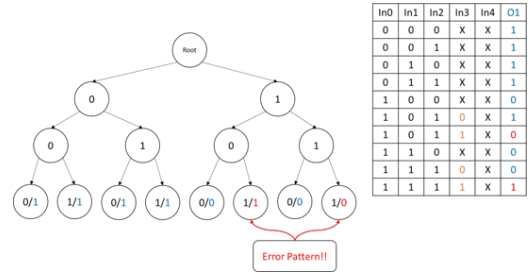 Root
0 1
0 1 0 1
0/1 1/1 0/1 1/1 0/0 1/1 0/0 1/0
Error Pattern!!
In0 In1 In2 In3 In4 O1
0 0 0 X X 1
0 0 1 X X 1
0 1 0 X X 1
0 1 1 X X 1
1 0 0 X X 0
1 0 1 0 X 1
1 0 1 1 X 0
1 1 0 X X 0
1 1 1 0 X 0
1 1 1 1 X 1